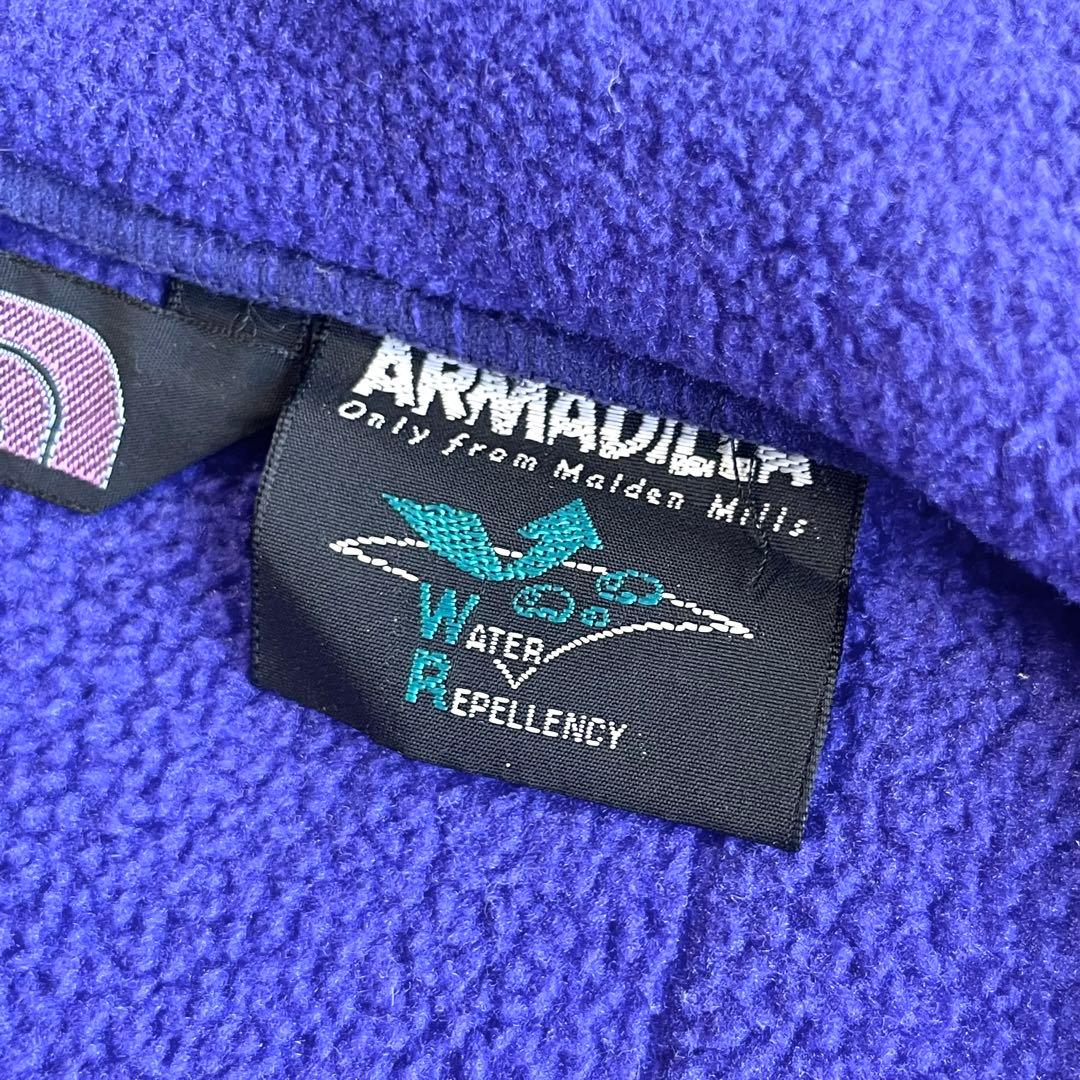 ARMADILLA
Only from Malden Mills
WATER
REPELLENCY